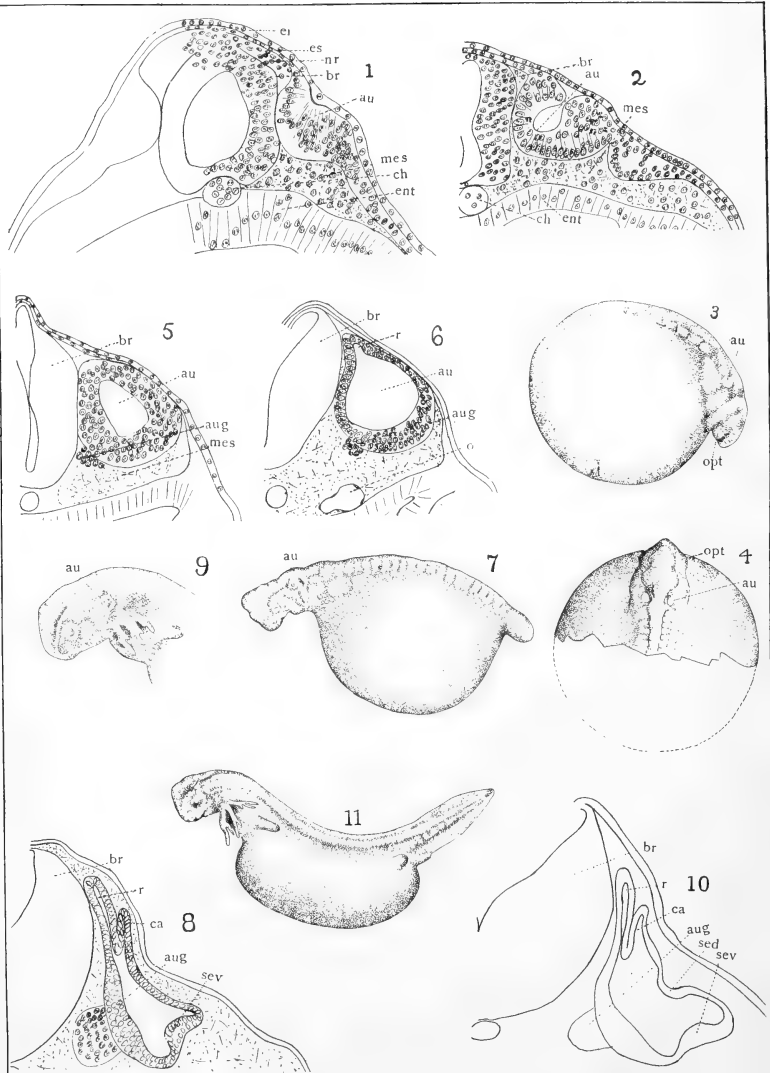 ei
es
nr
br
1
au
mes
ch
ent
br
au
2
mes
ch
ent
5
br
au
aug
mes
6
br
r
au
aug
3
au
opt
9
au
7
au
4
opt
au
11
8
br
r
ca
aug
sev
10
br
r
ca
aug
sed
sev